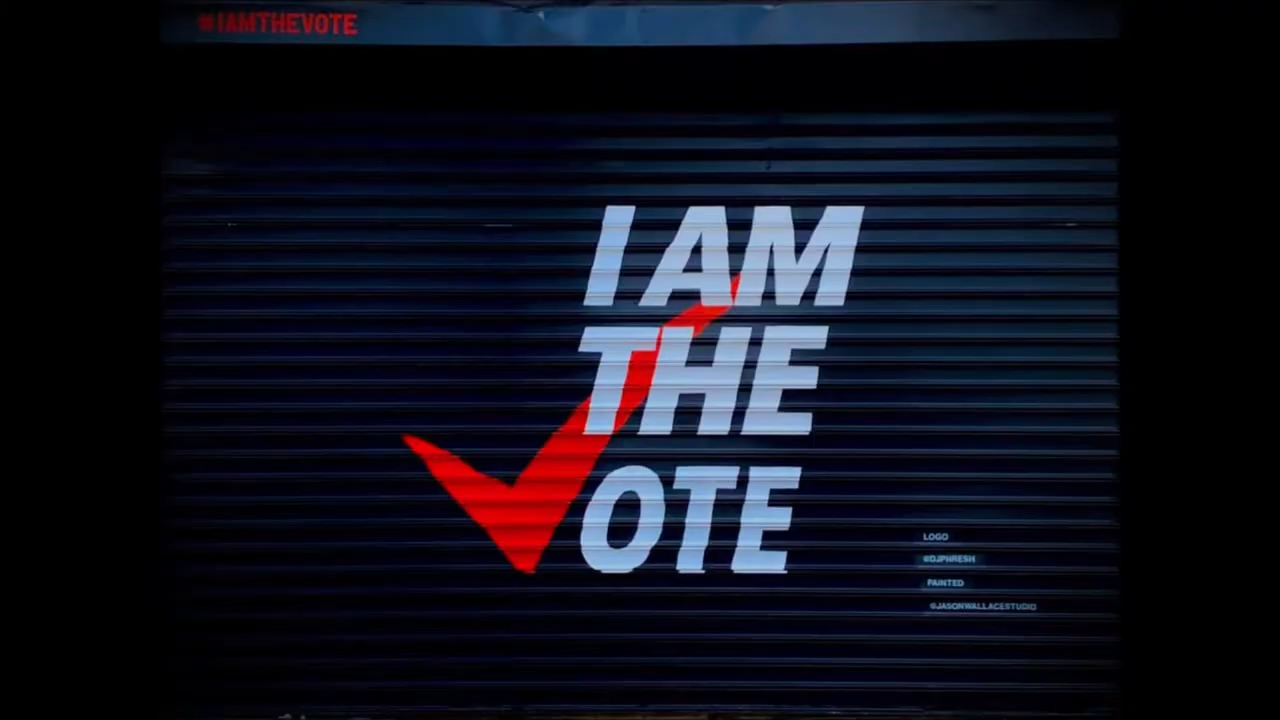 #IAMTHEVOTE
I AM
THE
VOTE
LOGO
@DJPHRESH
PAINTED
@JASONWALLACESTUDIO